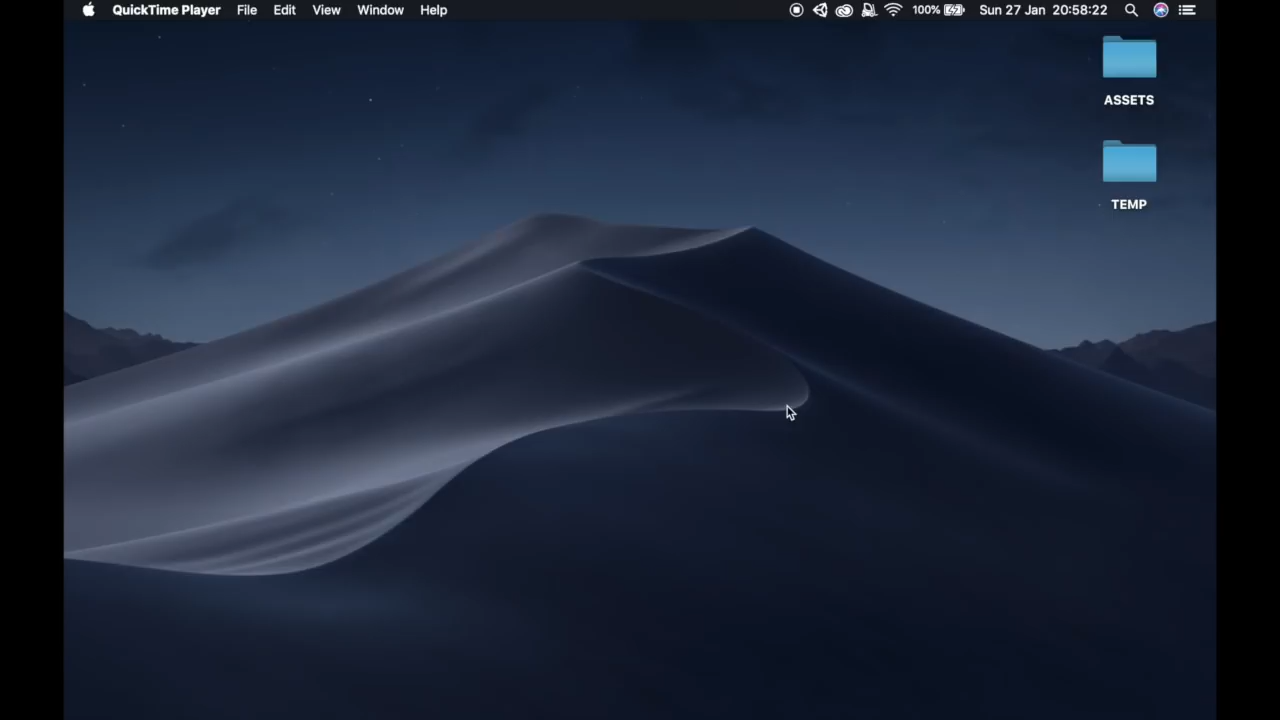 QuickTime Player File Edit View Window Help 100% Sun 27 Jan 20:58:22
ASSETS
TEMP